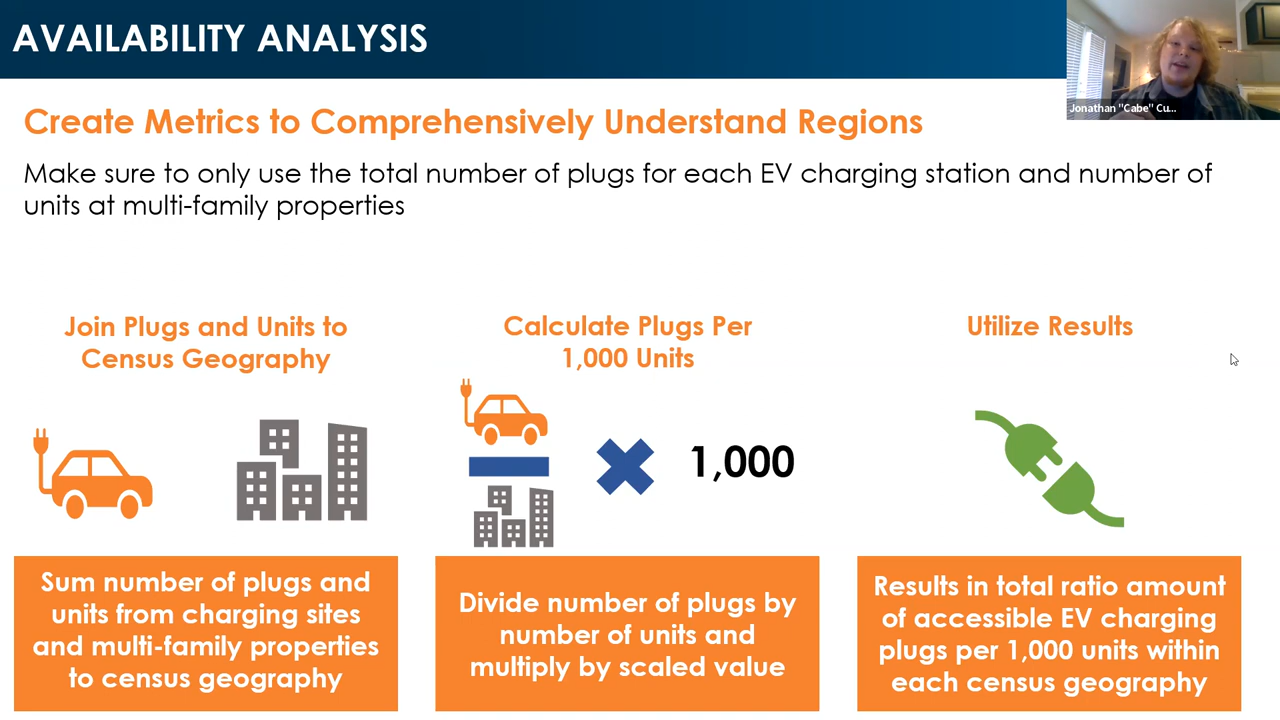 AVAILABILITY ANALYSIS
Jonathan "Cabe" Cu...
Create Metrics to Comprehensively Understand Regions
Make sure to only use the total number of plugs for each EV charging station and number of
units at multi-family properties
Join Plugs and Units to
Census Geography
Calculate Plugs Per
1,000 Units
Utilize Results
1,000
Sum number of plugs and
units from charging sites
and multi-family properties
to census geography
Divide number of plugs by
number of units and
multiply by scaled value
Results in total ratio amount
of accessible EV charging
plugs per 1,000 units within
each census geography